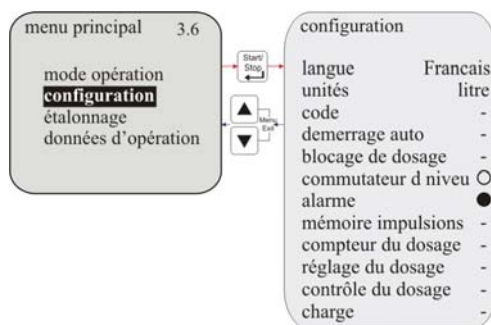 menu principal 3.6
mode opération
configuration
étalonnage
données d'opération
Start/
Stop
Menu
Exit
configuration
langue Francais
unités litre
code -
demerrage auto -
blocage de dosage -
commutateur d niveu
alarme
mémoire impulsions -
compteur du dosage -
réglage du dosage -
contrôle du dosage -
charge -